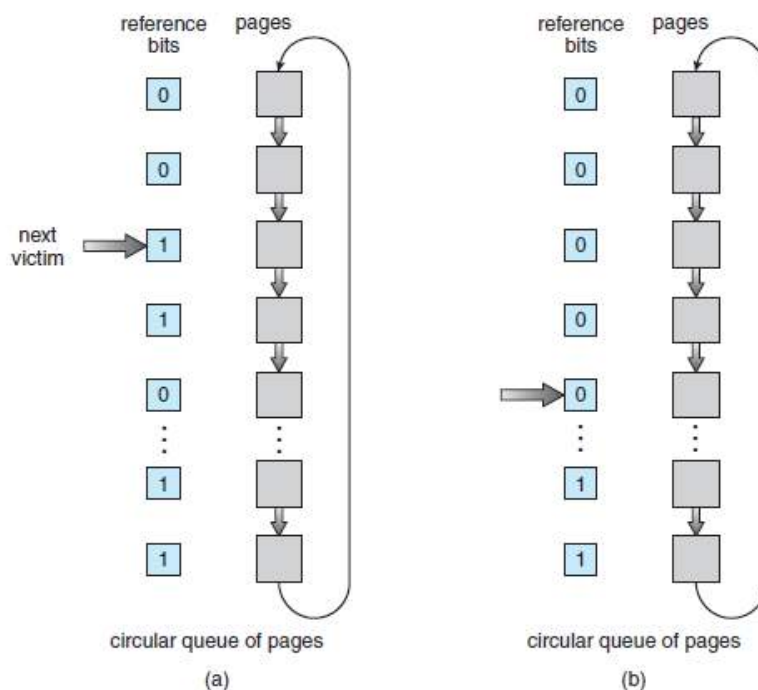 reference
bits
pages
0
0
next
victim
1
1
0
1
1
circular queue of pages
(a)
reference
bits
pages
0
0
0
0
0
1
1
circular queue of pages
(b)